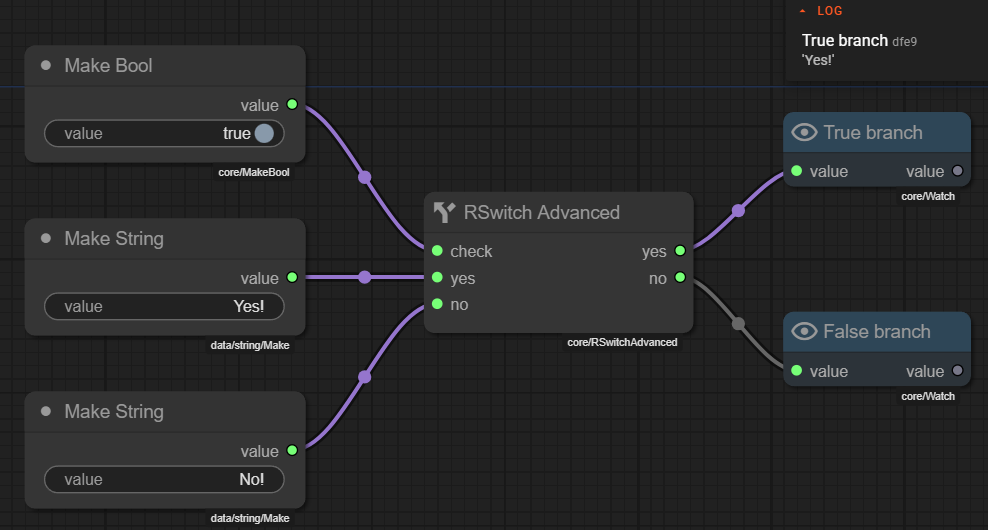 LOG
True branch dfe9
'Yes!'
Make Bool
value
value true
core/MakeBool
Make String
value
value Yes!
data/string/Make
Make String
value
value No!
data/string/Make
RSwitch Advanced
check yes
yes no
no
core/RSwitchAdvanced
True branch
value value
core/Watch
False branch
value value
core/Watch